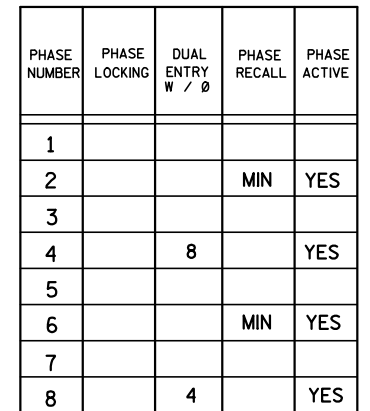 PHASE NUMBER PHASE LOCKING DUAL ENTRY W / Ø PHASE RECALL PHASE ACTIVE
1
2 MIN YES
3
4 8 YES
5
6 MIN YES
7
8 4 YES